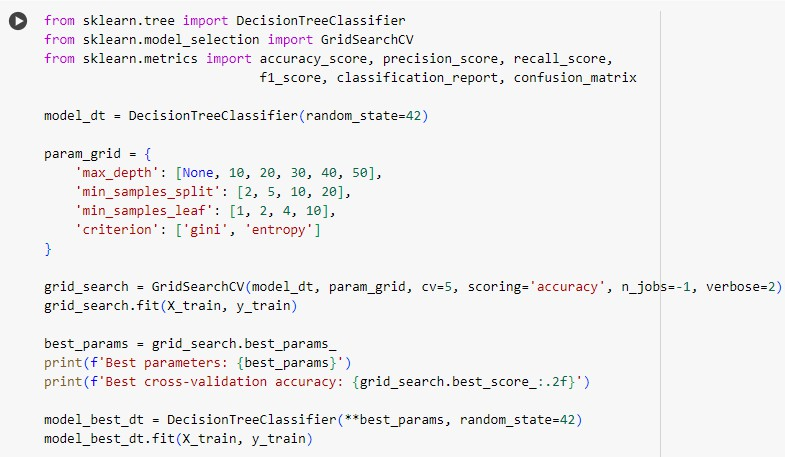 from sklearn.tree import DecisionTreeClassifier
from sklearn.model_selection import GridSearchCV
from sklearn.metrics import accuracy_score, precision_score, recall_score,
                            f1_score, classification_report, confusion_matrix

model_dt = DecisionTreeClassifier(random_state=42)

param_grid = {
    'max_depth': [None, 10, 20, 30, 40, 50],
    'min_samples_split': [2, 5, 10, 20],
    'min_samples_leaf': [1, 2, 4, 10],
    'criterion': ['gini', 'entropy']
}

grid_search = GridSearchCV(model_dt, param_grid, cv=5, scoring='accuracy', n_jobs=-1, verbose=2)
grid_search.fit(X_train, y_train)

best_params = grid_search.best_params_
print(f'Best parameters: {best_params}')
print(f'Best cross-validation accuracy: {grid_search.best_score_:.2f}')

model_best_dt = DecisionTreeClassifier(**best_params, random_state=42)
model_best_dt.fit(X_train, y_train)